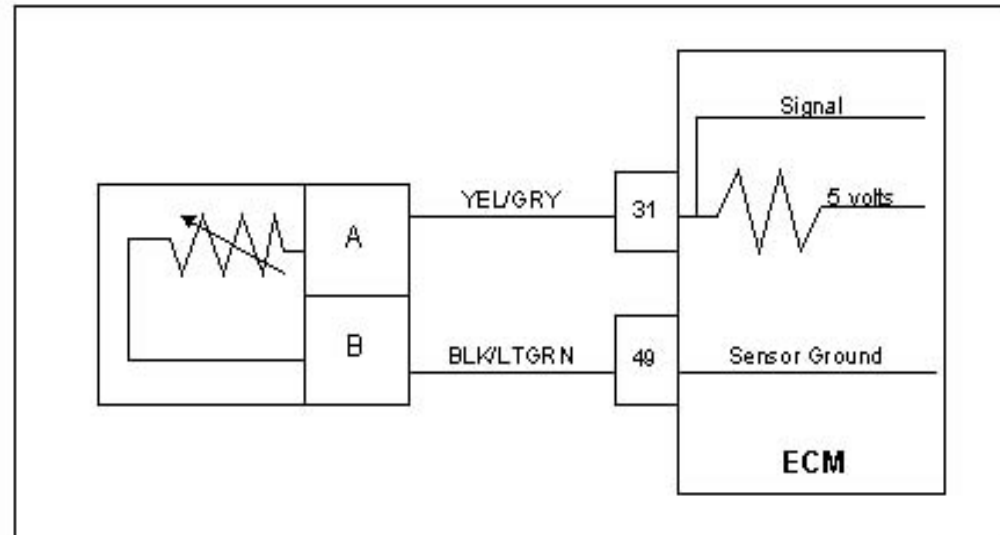 Signal
YEL/GRY
31
5 volts
A
B
BLK/LTGRN
49
Sensor Ground
ECM